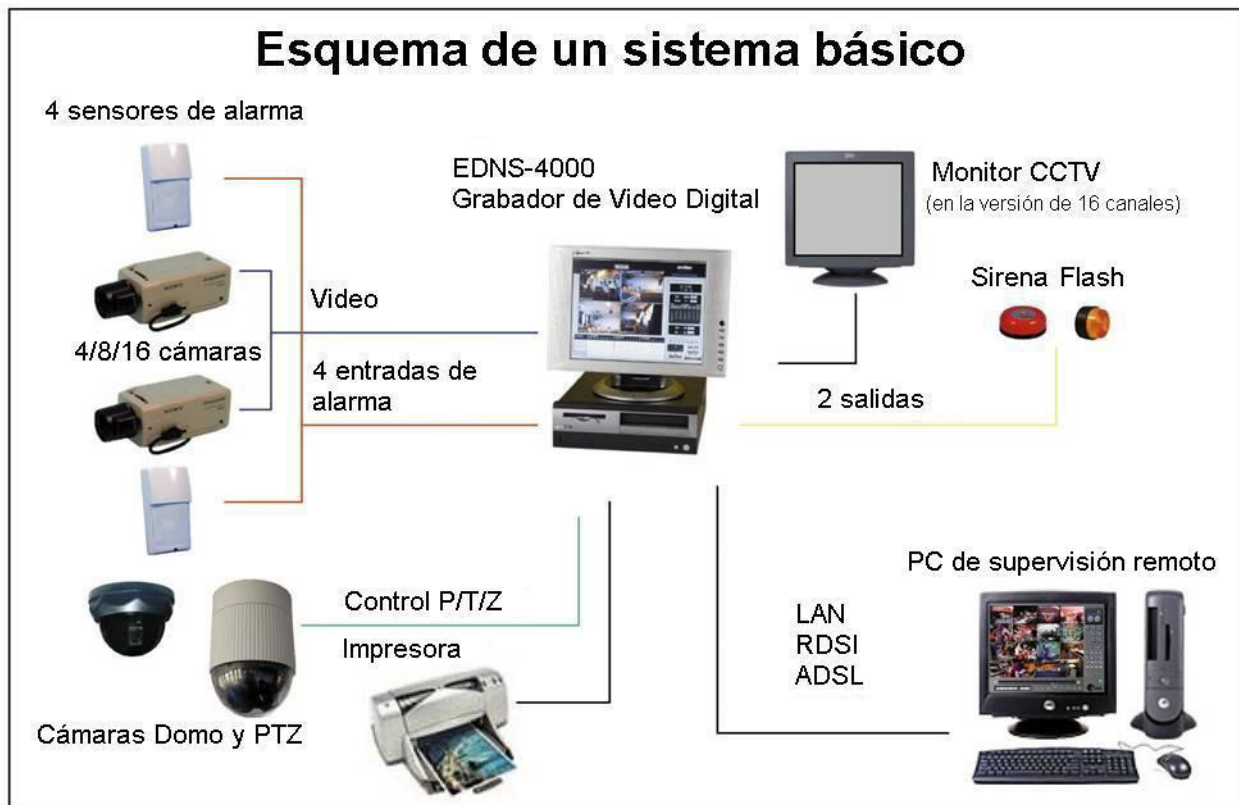 Esquema de un sistema básico
4 sensores de alarma
EDNS-4000
Grabador de Video Digital
Monitor CCTV
(en la versión de 16 canales)
Sirena Flash
Video
4/8/16 cámaras
4 entradas de
alarma
2 salidas
PC de supervisión remoto
Control P/T/Z
Impresora
LAN
RDSI
ADSL
Cámaras Domo y PTZ